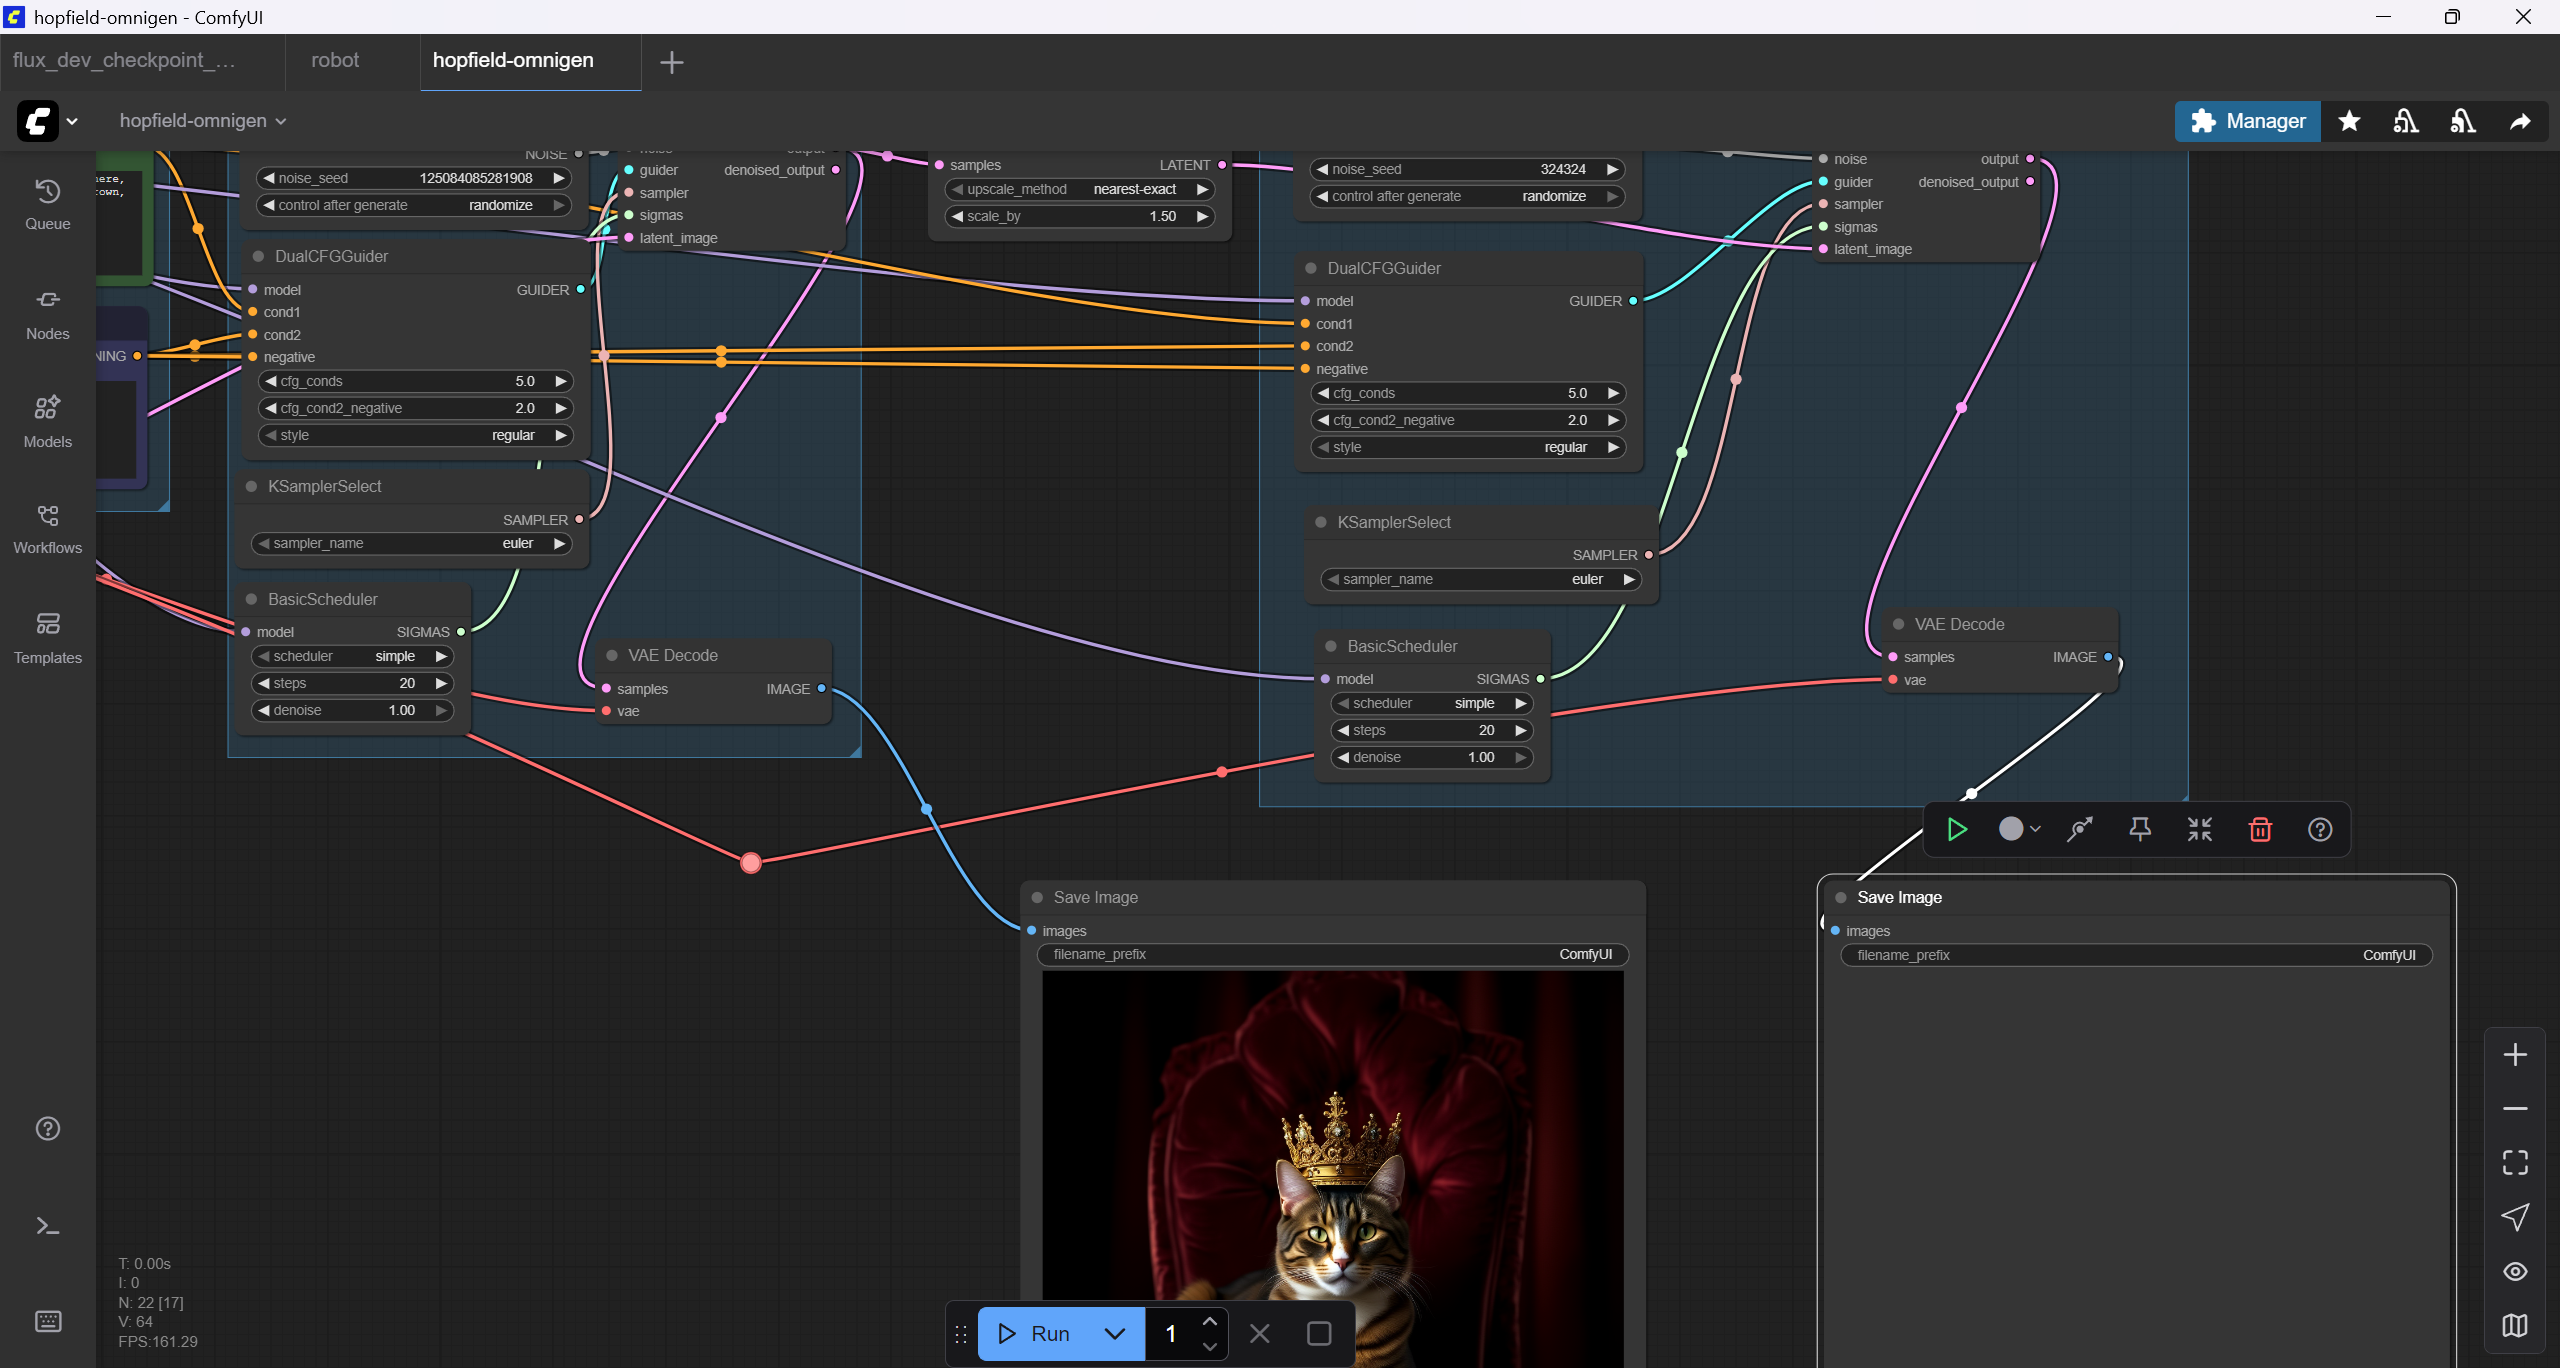 hopfield-omnigen - ComfyUI
flux_dev_checkpoint_...
robot
hopfield-omnigen
hopfield-omnigen
Manager
Queue
Nodes
Models
Workflows
Templates
ere,
own,
NING
NOISE
noise_seed 125084085281908
control after generate randomize
guider denoised_output
sampler
sigmas
latent_image
samples LATENT
upscale_method nearest-exact
scale_by 1.50
noise_seed 324324
control after generate randomize
noise output
guider denoised_output
sampler
sigmas
latent_image
DualCFGGuider
model GUIDER
cond1
cond2
negative
cfg_conds 5.0
cfg_cond2_negative 2.0
style regular
DualCFGGuider
model GUIDER
cond1
cond2
negative
cfg_conds 5.0
cfg_cond2_negative 2.0
style regular
KSamplerSelect
SAMPLER
sampler_name euler
KSamplerSelect
SAMPLER
sampler_name euler
BasicScheduler
model SIGMAS
scheduler simple
steps 20
denoise 1.00
VAE Decode
samples IMAGE
vae
BasicScheduler
model SIGMAS
scheduler simple
steps 20
denoise 1.00
VAE Decode
samples IMAGE
vae
Save Image
images
filename_prefix ComfyUI
Save Image
images
filename_prefix ComfyUI
T: 0.00s
I: 0
N: 22 [17]
V: 64
FPS:161.29
Run
1